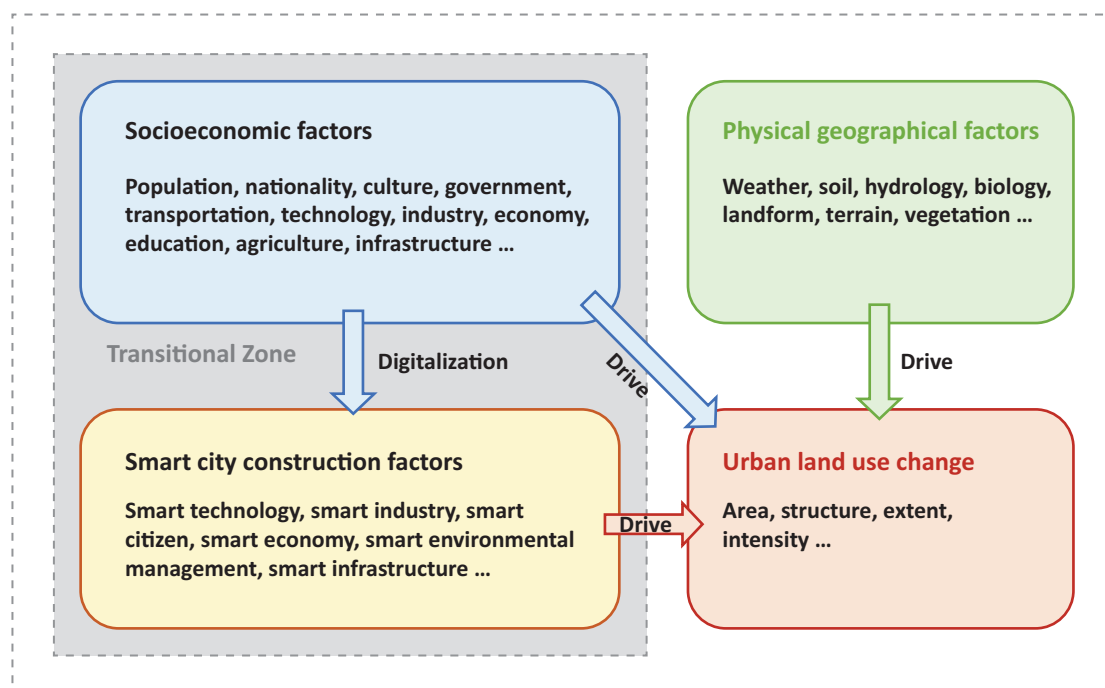 Socioeconomic factors
Population, nationality, culture, government,
transportation, technology, industry, economy,
education, agriculture, infrastructure ...
Physical geographical factors
Weather, soil, hydrology, biology,
landform, terrain, vegetation ...
Transitional Zone
Digitalization
Drive
Drive
Smart city construction factors
Smart technology, smart industry, smart
citizen, smart economy, smart environmental
management, smart infrastructure ...
Drive
Urban land use change
Area, structure, extent,
intensity ...